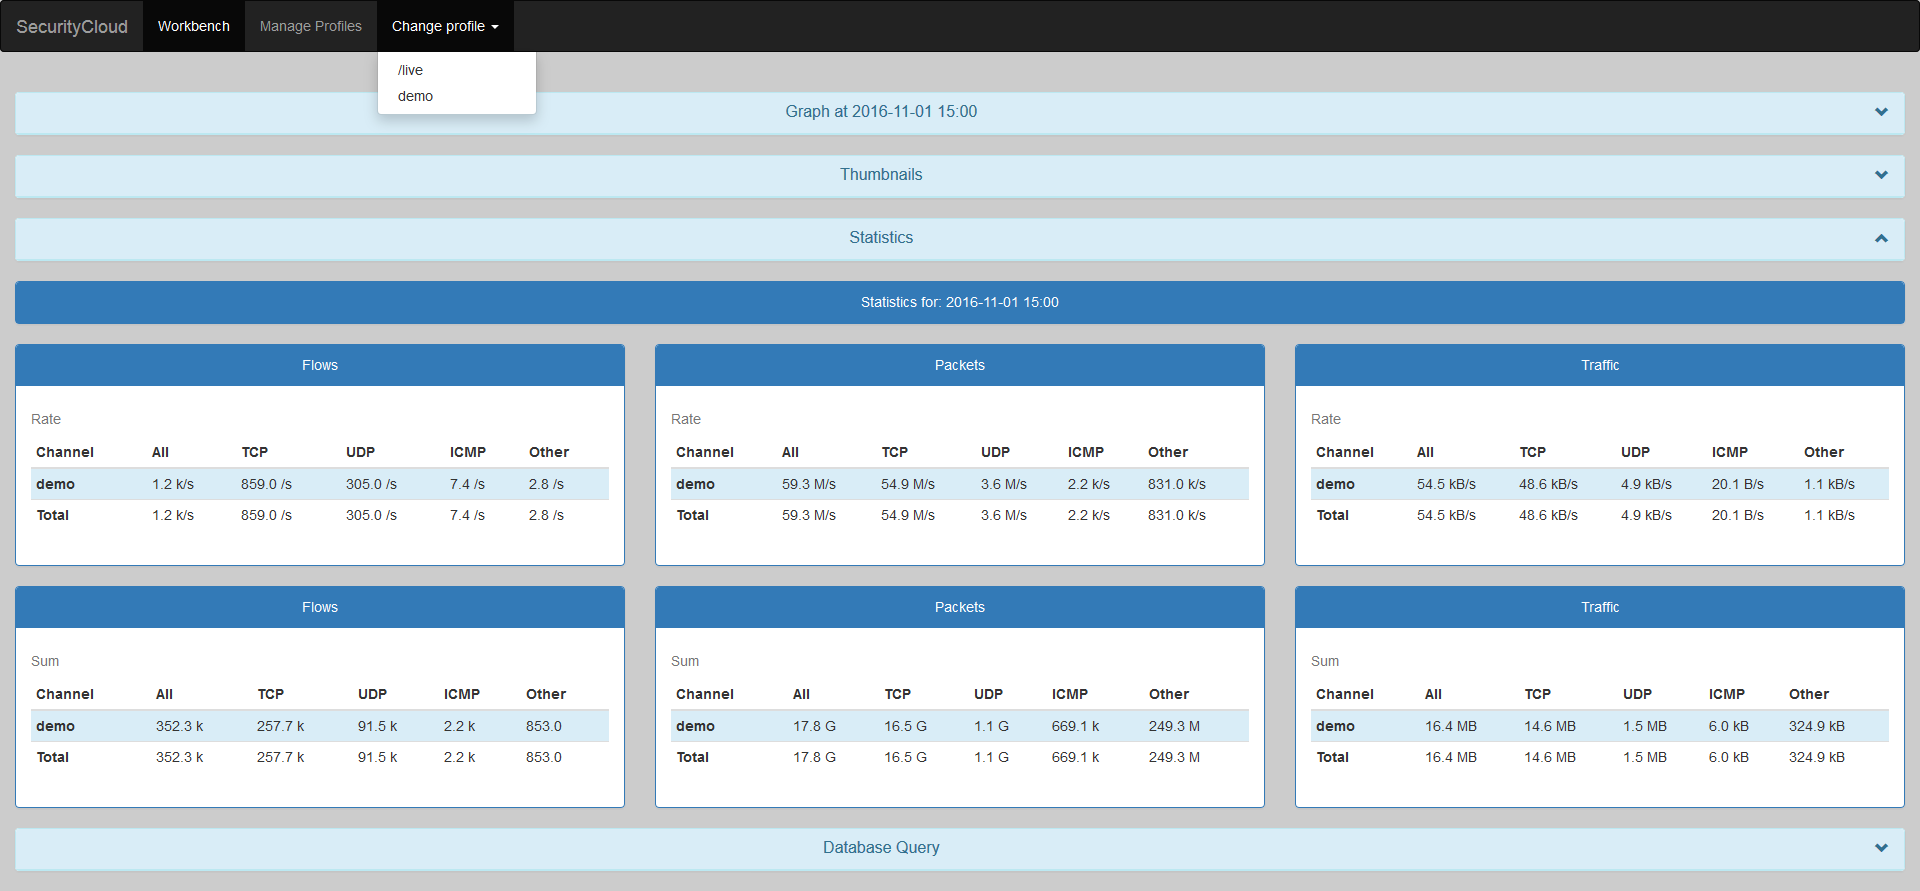 SecurityCloud Workbench Manage Profiles Change profile
/live
demo
Graph at 2016-11-01 15:00
Thumbnails
Statistics
Statistics for: 2016-11-01 15:00
Flows
Rate
Channel All TCP UDP ICMP Other
demo 1.2 k/s 859.0 /s 305.0 /s 7.4 /s 2.8 /s
Total 1.2 k/s 859.0 /s 305.0 /s 7.4 /s 2.8 /s
Packets
Rate
Channel All TCP UDP ICMP Other
demo 59.3 M/s 54.9 M/s 3.6 M/s 2.2 k/s 831.0 k/s
Total 59.3 M/s 54.9 M/s 3.6 M/s 2.2 k/s 831.0 k/s
Traffic
Rate
Channel All TCP UDP ICMP Other
demo 54.5 kB/s 48.6 kB/s 4.9 kB/s 20.1 B/s 1.1 kB/s
Total 54.5 kB/s 48.6 kB/s 4.9 kB/s 20.1 B/s 1.1 kB/s
Flows
Sum
Channel All TCP UDP ICMP Other
demo 352.3 k 257.7 k 91.5 k 2.2 k 853.0
Total 352.3 k 257.7 k 91.5 k 2.2 k 853.0
Packets
Sum
Channel All TCP UDP ICMP Other
demo 17.8 G 16.5 G 1.1 G 669.1 k 249.3 M
Total 17.8 G 16.5 G 1.1 G 669.1 k 249.3 M
Traffic
Sum
Channel All TCP UDP ICMP Other
demo 16.4 MB 14.6 MB 1.5 MB 6.0 kB 324.9 kB
Total 16.4 MB 14.6 MB 1.5 MB 6.0 kB 324.9 kB
Database Query